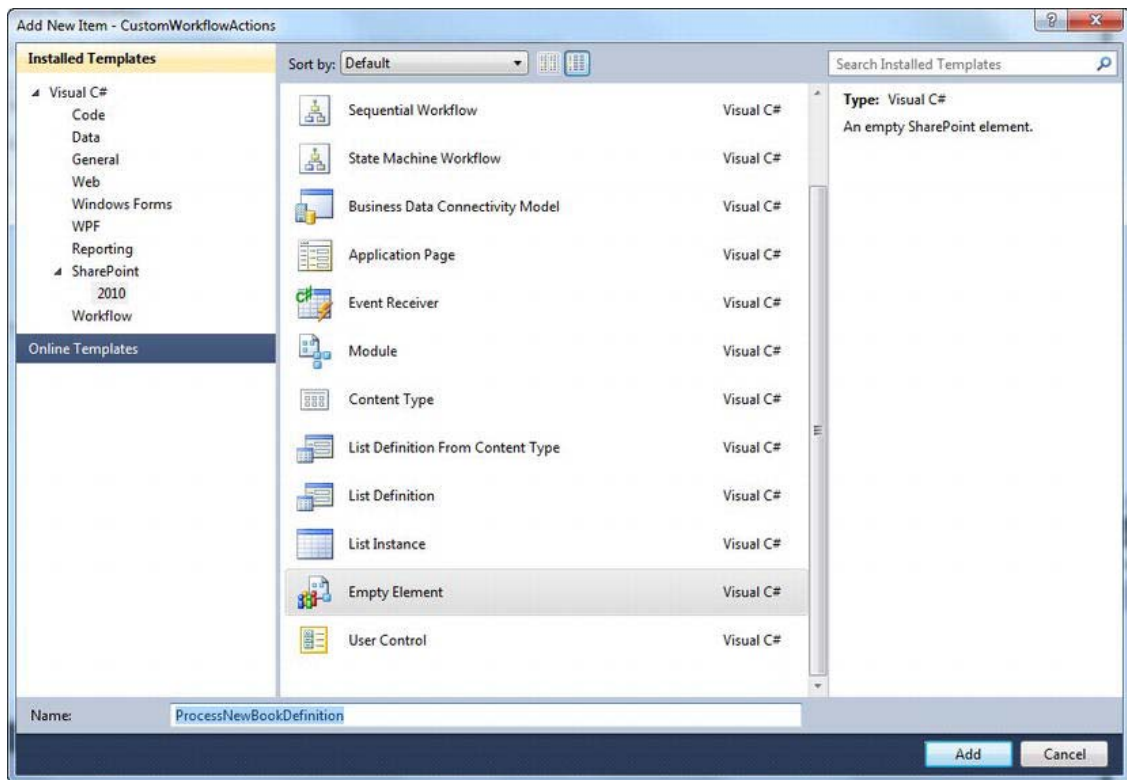 Add New Item - CustomWorkflowActions
Installed Templates
Visual C#
Code
Data
General
Web
Windows Forms
WPF
Reporting
SharePoint
2010
Workflow
Online Templates
Sort by: Default
Sequential Workflow Visual C#
State Machine Workflow Visual C#
Business Data Connectivity Model Visual C#
Application Page Visual C#
Event Receiver Visual C#
Module Visual C#
Content Type Visual C#
List Definition From Content Type Visual C#
List Definition Visual C#
List Instance Visual C#
Empty Element Visual C#
User Control Visual C#
Search Installed Templates
Type: Visual C#
An empty SharePoint element.
Name: ProcessNewBookDefinition
Add Cancel